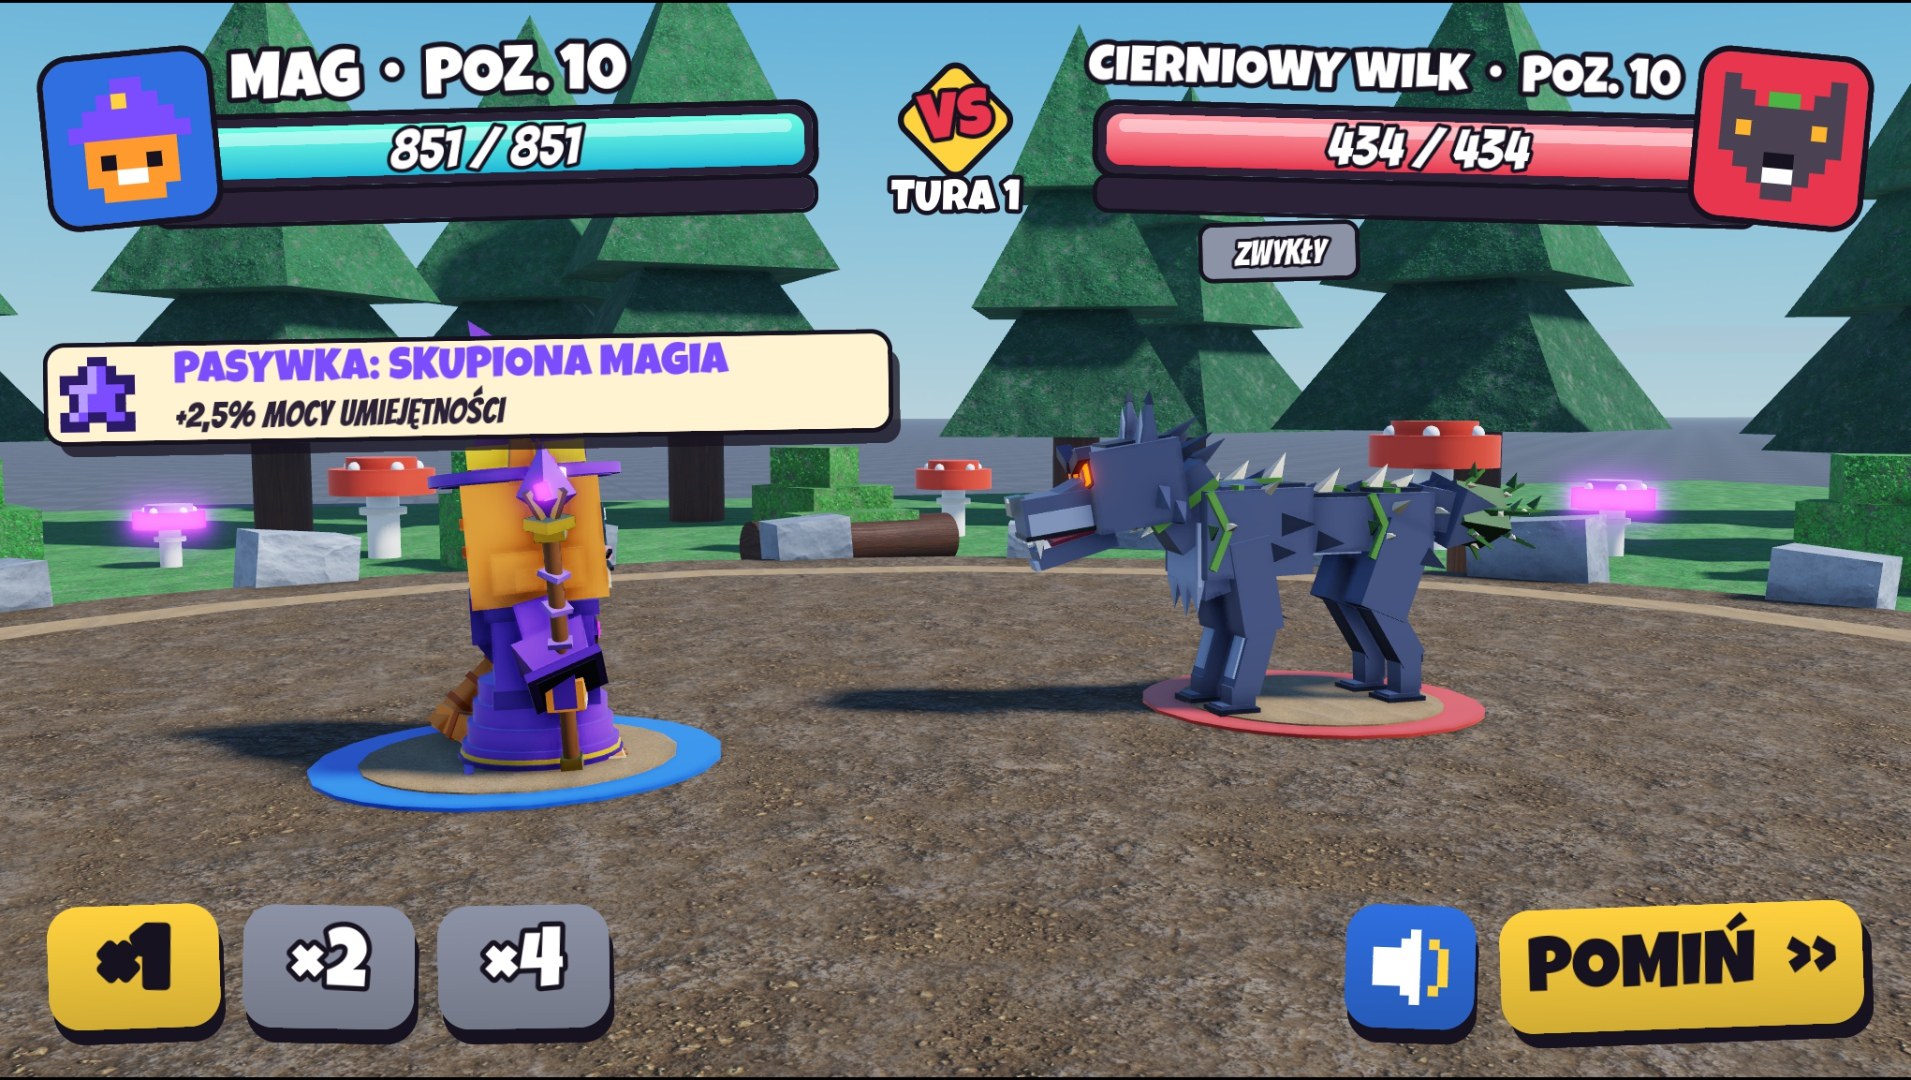 MAG • POZ. 10
851 / 851
VS
TURA 1
CIERNIOWY WILK • POZ. 10
434 / 434
ZWYKŁY
PASYWKA: SKUPIONA MAGIA
+2,5% MOCY UMIEJĘTNOŚCI
×1
×2
×4
POMIŃ »